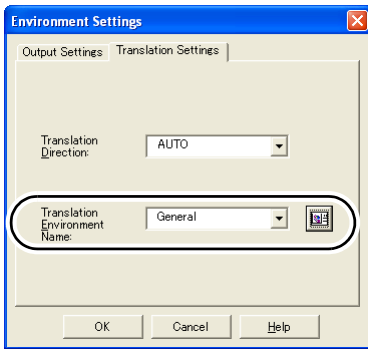 Environment Settings
Output Settings Translation Settings
Translation
Direction:
AUTO
Translation
Environment
Name:
General
OK Cancel Help